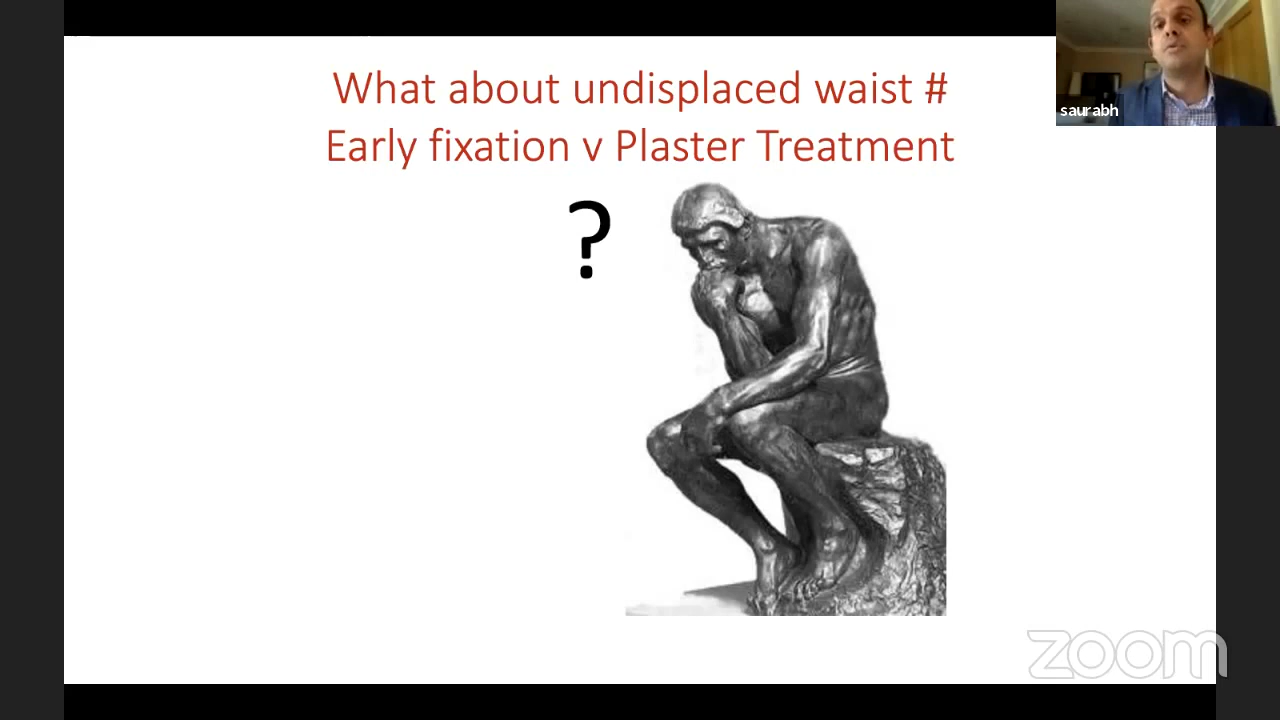 What about undisplaced waist #
Early fixation v Plaster Treatment
?
saurabh
zoom